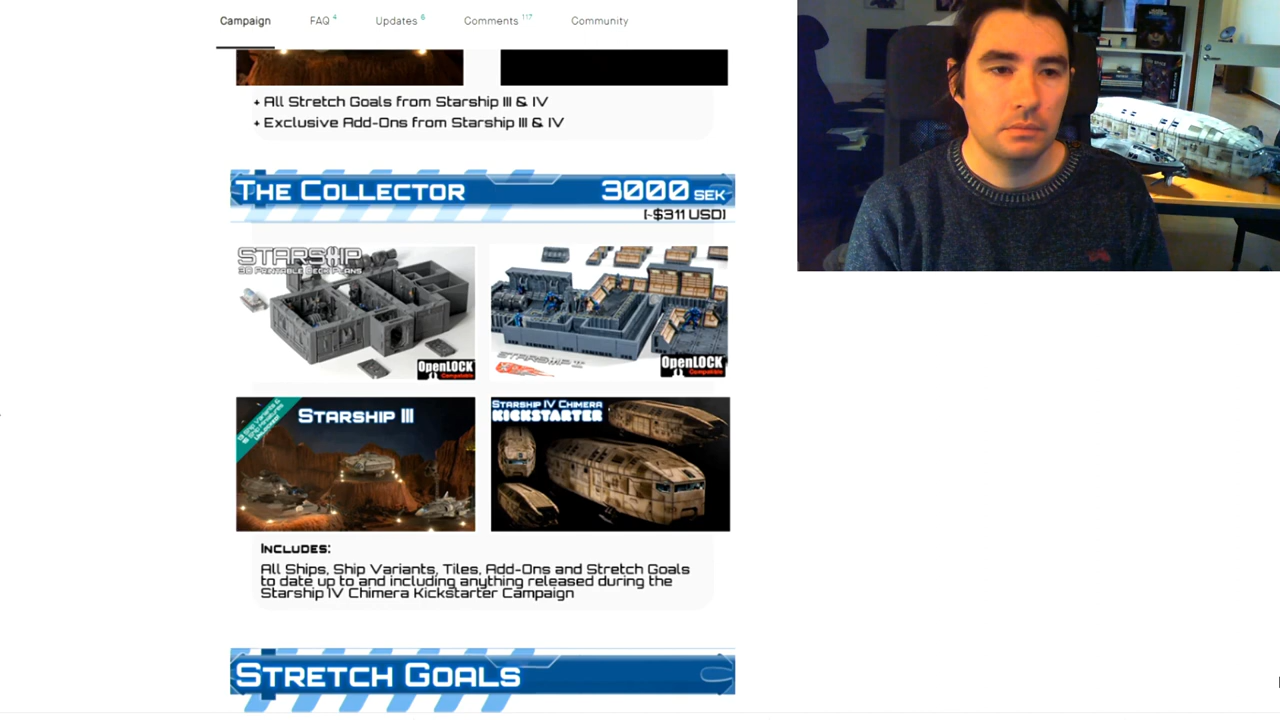 Campaign
FAQ 4
Updates 6
Comments 117
Community
+ All Stretch Goals from Starship III & IV
+ Exclusive Add-Ons from Starship III & IV
The Collector 3000 SEK
(~$311 USD)
STARSHIP
3D PRINTABLE DECK PLANS
OpenLOCK
Compatible
OpenLOCK
Compatible
Starship III
Starship IV Chimera
KICKSTARTER
Includes:
All Ships, Ship Variants, Tiles, Add-Ons and Stretch Goals
to date up to and including anything released during the
Starship IV Chimera Kickstarter Campaign
Stretch Goals